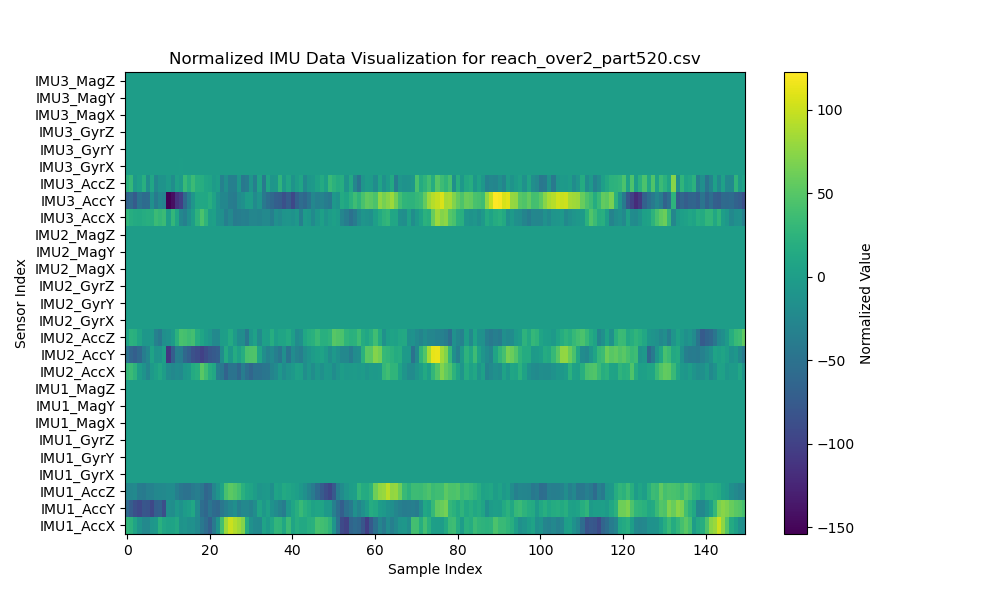 Normalized IMU Data Visualization for reach_over2_part520.csv
IMU3_MagZ
IMU3_MagY
IMU3_MagX
IMU3_GyrZ
IMU3_GyrY
IMU3_GyrX
IMU3_AccZ
IMU3_AccY
IMU3_AccX
IMU2_MagZ
IMU2_MagY
IMU2_MagX
IMU2_GyrZ
IMU2_GyrY
IMU2_GyrX
IMU2_AccZ
IMU2_AccY
IMU2_AccX
IMU1_MagZ
IMU1_MagY
IMU1_MagX
IMU1_GyrZ
IMU1_GyrY
IMU1_GyrX
IMU1_AccZ
IMU1_AccY
IMU1_AccX
Sensor Index
0 20 40 60 80 100 120 140
Sample Index
100
50
0
−50
−100
−150
Normalized Value